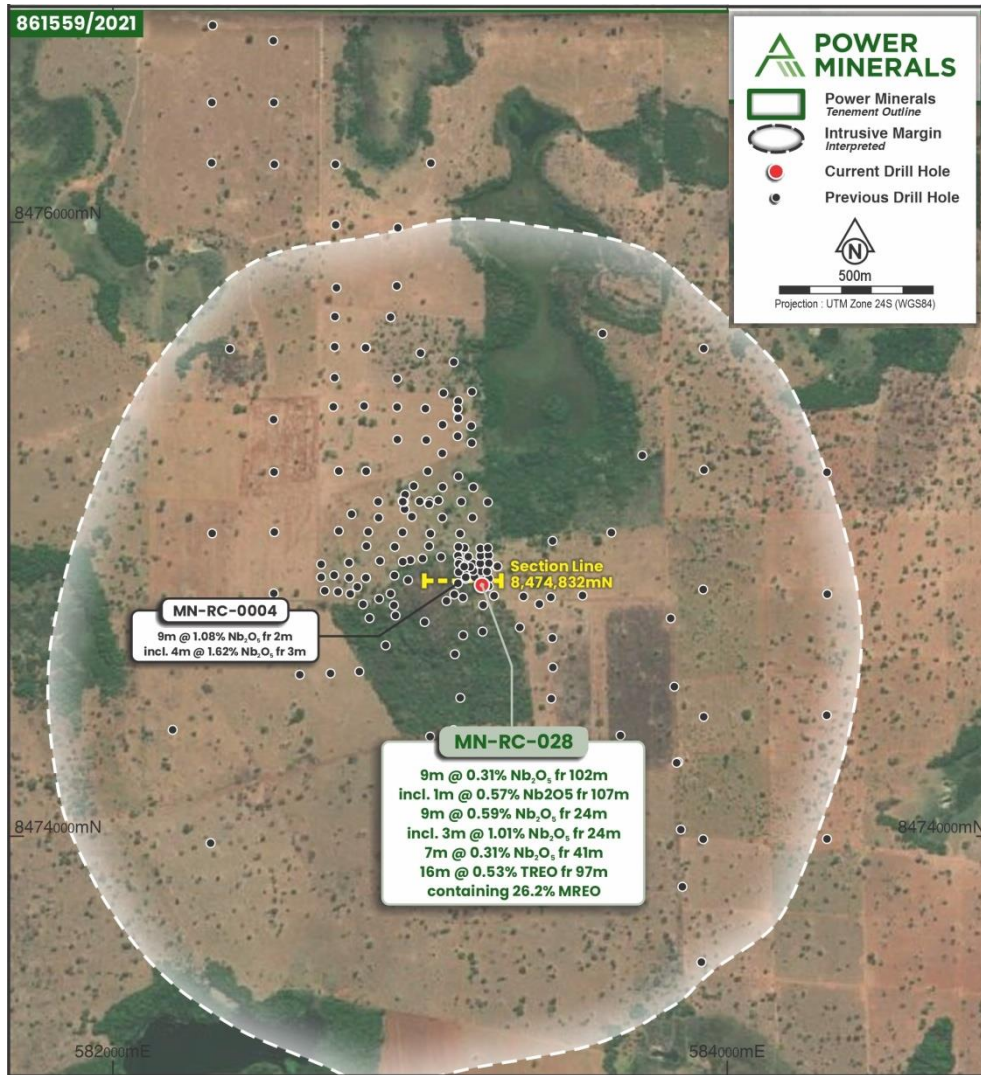 861559/2021
POWER
MINERALS
Power Minerals
Tenement Outline
Intrusive Margin
Interpreted
Current Drill Hole
Previous Drill Hole
N
500m
Projection : UTM Zone 24S (WGS84)
8476000mN
Section Line
8,474,832mN
MN-RC-0004
9m @ 1.08% Nb₂O₅ fr 2m
incl. 4m @ 1.62% Nb₂O₅ fr 3m
MN-RC-028
9m @ 0.31% Nb₂O₅ fr 102m
incl. 1m @ 0.57% Nb2O5 fr 107m
9m @ 0.59% Nb₂O₅ fr 24m
incl. 3m @ 1.01% Nb₂O₅ fr 24m
7m @ 0.31% Nb₂O₅ fr 41m
16m @ 0.53% TREO fr 97m
containing 26.2% MREO
8474000mN
8474000mN
582000mE
584000mE